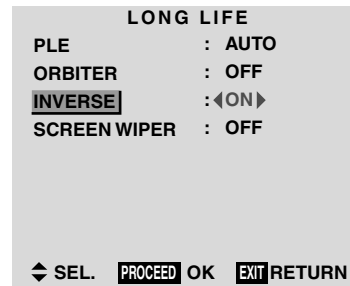 LONG LIFE
PLE : AUTO
ORBITER : OFF
INVERSE : ◀ON▶
SCREEN WIPER : OFF
SEL. PROCEED OK EXIT RETURN